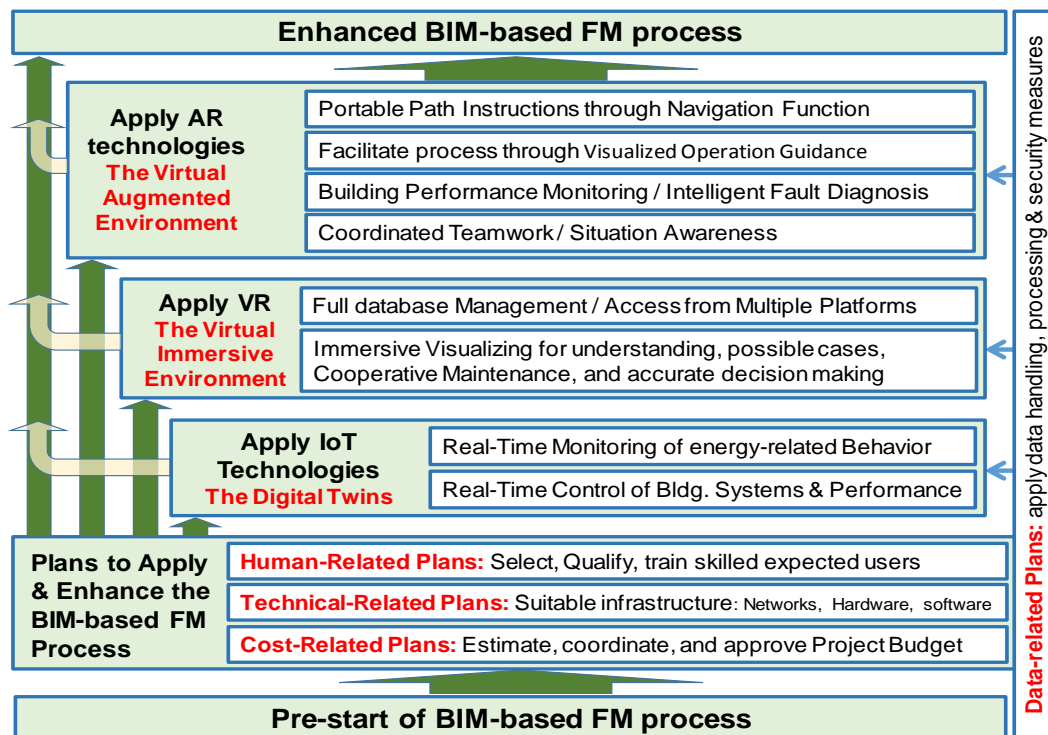 Enhanced BIM-based FM process
Apply AR
technologies
The Virtual
Augmented
Environment
Portable Path Instructions through Navigation Function
Facilitate process through Visualized Operation Guidance
Building Performance Monitoring / Intelligent Fault Diagnosis
Coordinated Teamwork / Situation Awareness
Apply VR
The Virtual
Immersive
Environment
Full database Management / Access from Multiple Platforms
Immersive Visualizing for understanding, possible cases,
Cooperative Maintenance, and accurate decision making
Apply IoT
Technologies
The Digital Twins
Real-Time Monitoring of energy-related Behavior
Real-Time Control of Bldg. Systems & Performance
Plans to Apply
& Enhance the
BIM-based FM
Process
Human-Related Plans: Select, Qualify, train skilled expected users
Technical-Related Plans: Suitable infrastructure: Networks, Hardware, software
Cost-Related Plans: Estimate, coordinate, and approve Project Budget
Pre-start of BIM-based FM process
Data-related Plans: apply data handling, processing & security measures